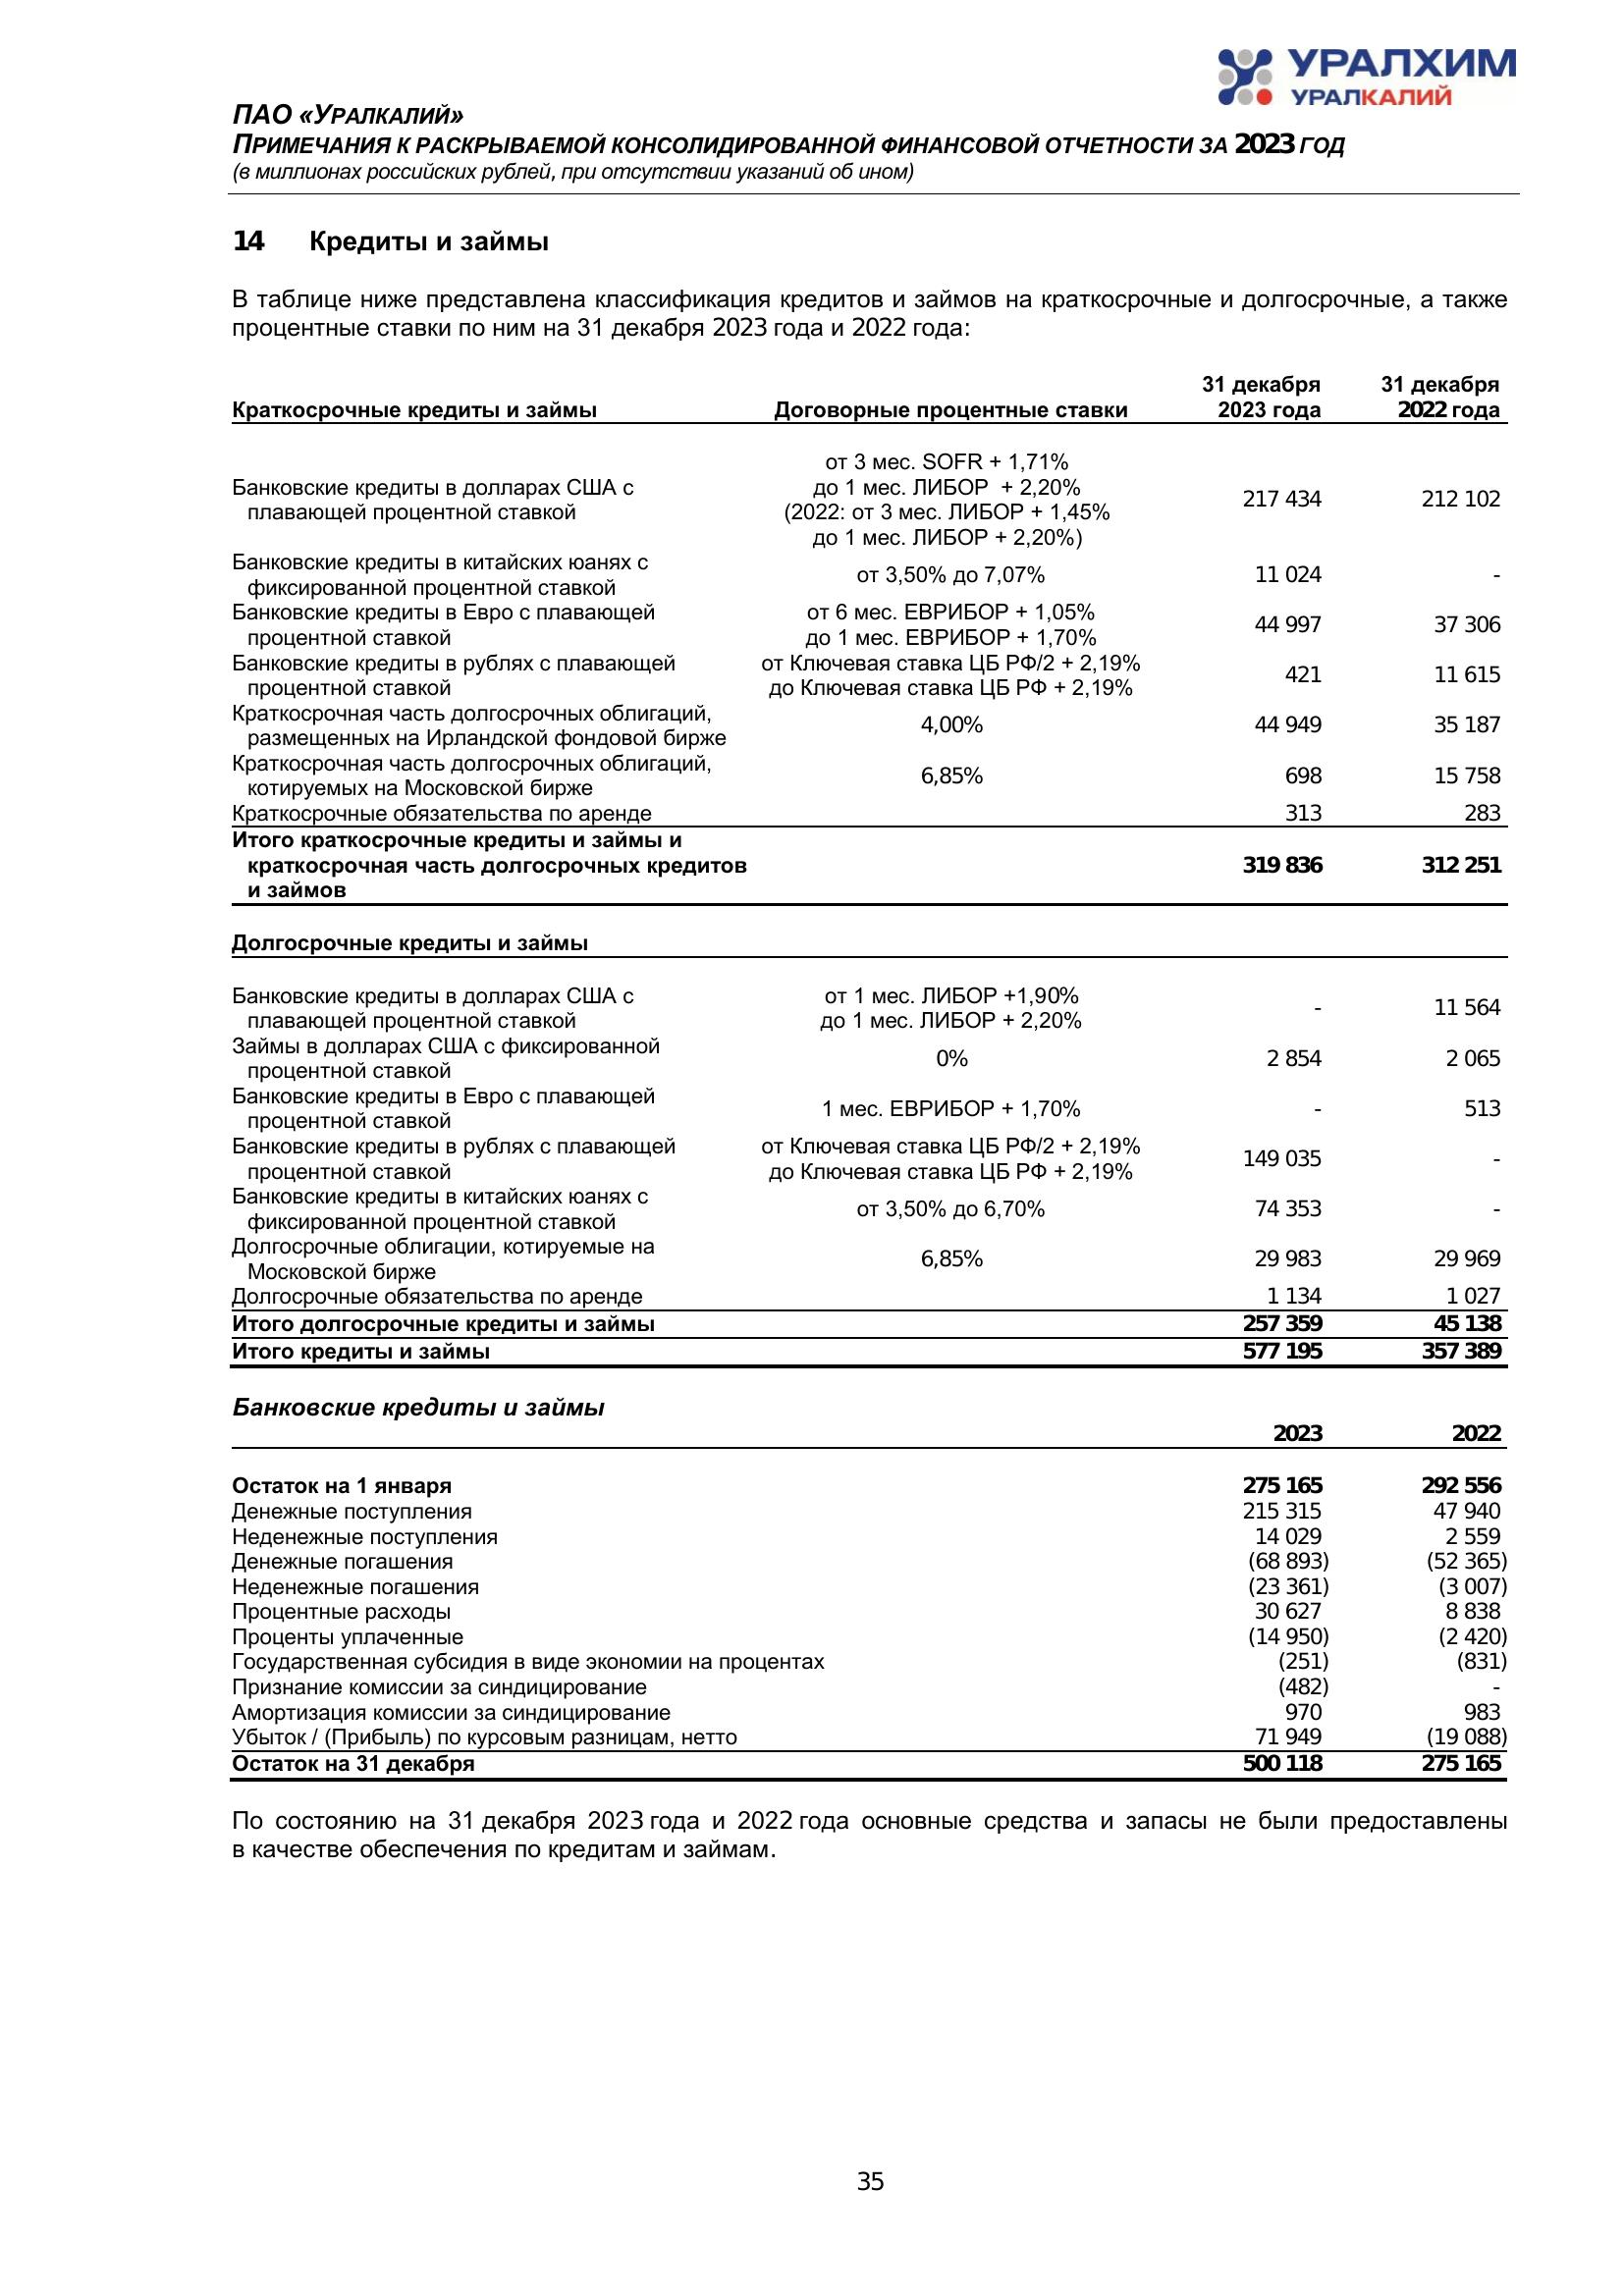 УРАЛХИМ
УРАЛКАЛИЙ
ПАО «УРАЛКАЛИЙ»
ПРИМЕЧАНИЯ К РАСКРЫВАЕМОЙ КОНСОЛИДИРОВАННОЙ ФИНАНСОВОЙ ОТЧЕТНОСТИ ЗА 2023 ГОД
(в миллионах российских рублей, при отсутствии указаний об ином)
14 Кредиты и займы
В таблице ниже представлена классификация кредитов и займов на краткосрочные и долгосрочные, а также
процентные ставки по ним на 31 декабря 2023 года и 2022 года:
31 декабря 31 декабря
Краткосрочные кредиты и займы Договорные процентные ставки 2023 года 2022 года
от 3 мес. SOFR + 1,71%
Банковские кредиты в долларах США с до 1 мес. ЛИБОР + 2,20% 217 434 212 102
плавающей процентной ставкой (2022: от 3 мес. ЛИБОР + 1,45%
до 1 мес. ЛИБОР + 2,20%)
Банковские кредиты в китайских юанях с
фиксированной процентной ставкой от 3,50% до 7,07% 11 024 -
Банковские кредиты в Евро с плавающей от 6 мес. ЕВРИБОР + 1,05% 44 997 37 306
процентной ставкой до 1 мес. ЕВРИБОР + 1,70%
Банковские кредиты в рублях с плавающей от Ключевая ставка ЦБ РФ/2 + 2,19% 421 11 615
процентной ставкой до Ключевая ставка ЦБ РФ + 2,19%
Краткосрочная часть долгосрочных облигаций,
размещенных на Ирландской фондовой бирже 4,00% 44 949 35 187
Краткосрочная часть долгосрочных облигаций,
котируемых на Московской бирже 6,85% 698 15 758
Краткосрочные обязательства по аренде 313 283
Итого краткосрочные кредиты и займы и
краткосрочная часть долгосрочных кредитов 319 836 312 251
и займов
Долгосрочные кредиты и займы
Банковские кредиты в долларах США с от 1 мес. ЛИБОР +1,90% - 11 564
плавающей процентной ставкой до 1 мес. ЛИБОР + 2,20%
Займы в долларах США с фиксированной
процентной ставкой 0% 2 854 2 065
Банковские кредиты в Евро с плавающей
процентной ставкой 1 мес. ЕВРИБОР + 1,70% - 513
Банковские кредиты в рублях с плавающей от Ключевая ставка ЦБ РФ/2 + 2,19% 149 035 -
процентной ставкой до Ключевая ставка ЦБ РФ + 2,19%
Банковские кредиты в китайских юанях с
фиксированной процентной ставкой от 3,50% до 6,70% 74 353 -
Долгосрочные облигации, котируемые на
Московской бирже 6,85% 29 983 29 969
Долгосрочные обязательства по аренде 1 134 1 027
Итого долгосрочные кредиты и займы 257 359 45 138
Итого кредиты и займы 577 195 357 389
Банковские кредиты и займы
2023 2022
Остаток на 1 января 275 165 292 556
Денежные поступления 215 315 47 940
Неденежные поступления 14 029 2 559
Денежные погашения (68 893) (52 365)
Неденежные погашения (23 361) (3 007)
Процентные расходы 30 627 8 838
Проценты уплаченные (14 950) (2 420)
Государственная субсидия в виде экономии на процентах (251) (831)
Признание комиссии за синдицирование (482) -
Амортизация комиссии за синдицирование 970 983
Убыток / (Прибыль) по курсовым разницам, нетто 71 949 (19 088)
Остаток на 31 декабря 500 118 275 165
По состоянию на 31 декабря 2023 года и 2022 года основные средства и запасы не были предоставлены
в качестве обеспечения по кредитам и займам.
35